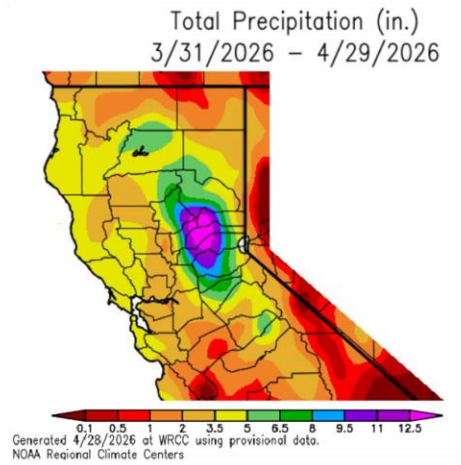 Total Precipitation (in.)
3/31/2026 – 4/29/2026
0.1 0.5 1 2 3.5 5 6.5 8 9.5 11 12.5
Generated 4/28/2026 at WRCC using provisional data.
NOAA Regional Climate Centers